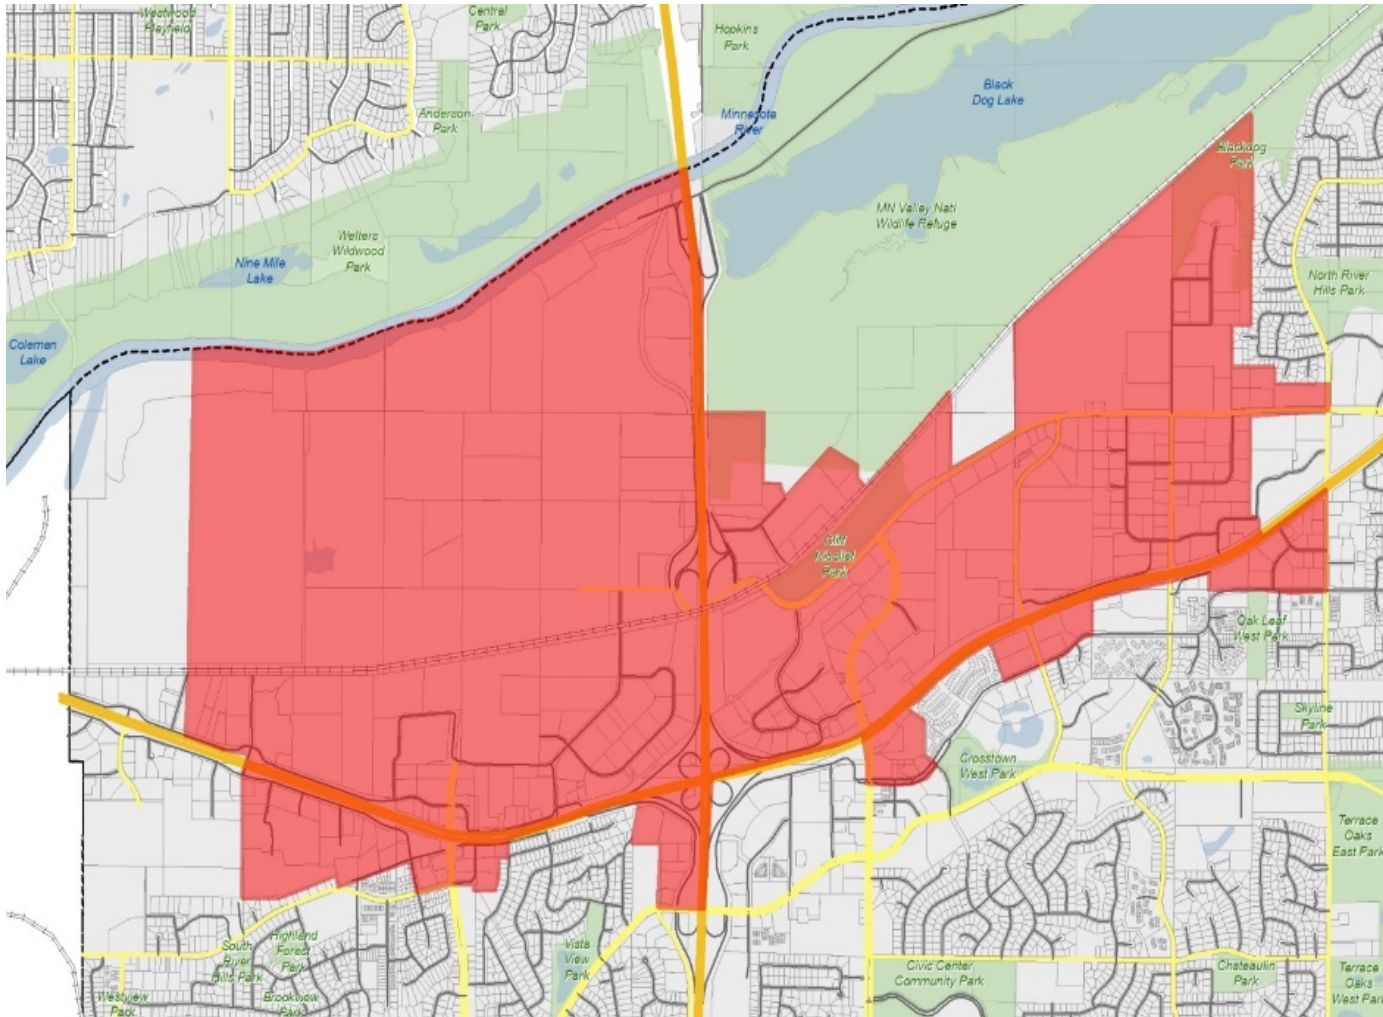 Westwood
Playfield
Central
Park
Hopkins
Park
Black
Dog Lake
Anderson
Park
Minnesota
River
Blackdog
Park
MN Valley Natl
Wildlife Refuge
Welters
Wildwood
Park
Nine Mile
Lake
North River
Hills Park
Coleman
Lake
Cliff
Nicollet
Park
Oak Leaf
West Park
Skyline
Park
Crosstown
West Park
Terrace
Oaks
East Park
South
River
Hills Park
Highland
Forest
Park
Vista
View
Park
Civic Center
Community Park
Chateaulin
Park
Terrace
Oaks
West Park
Westview
Park
Brookview
Park